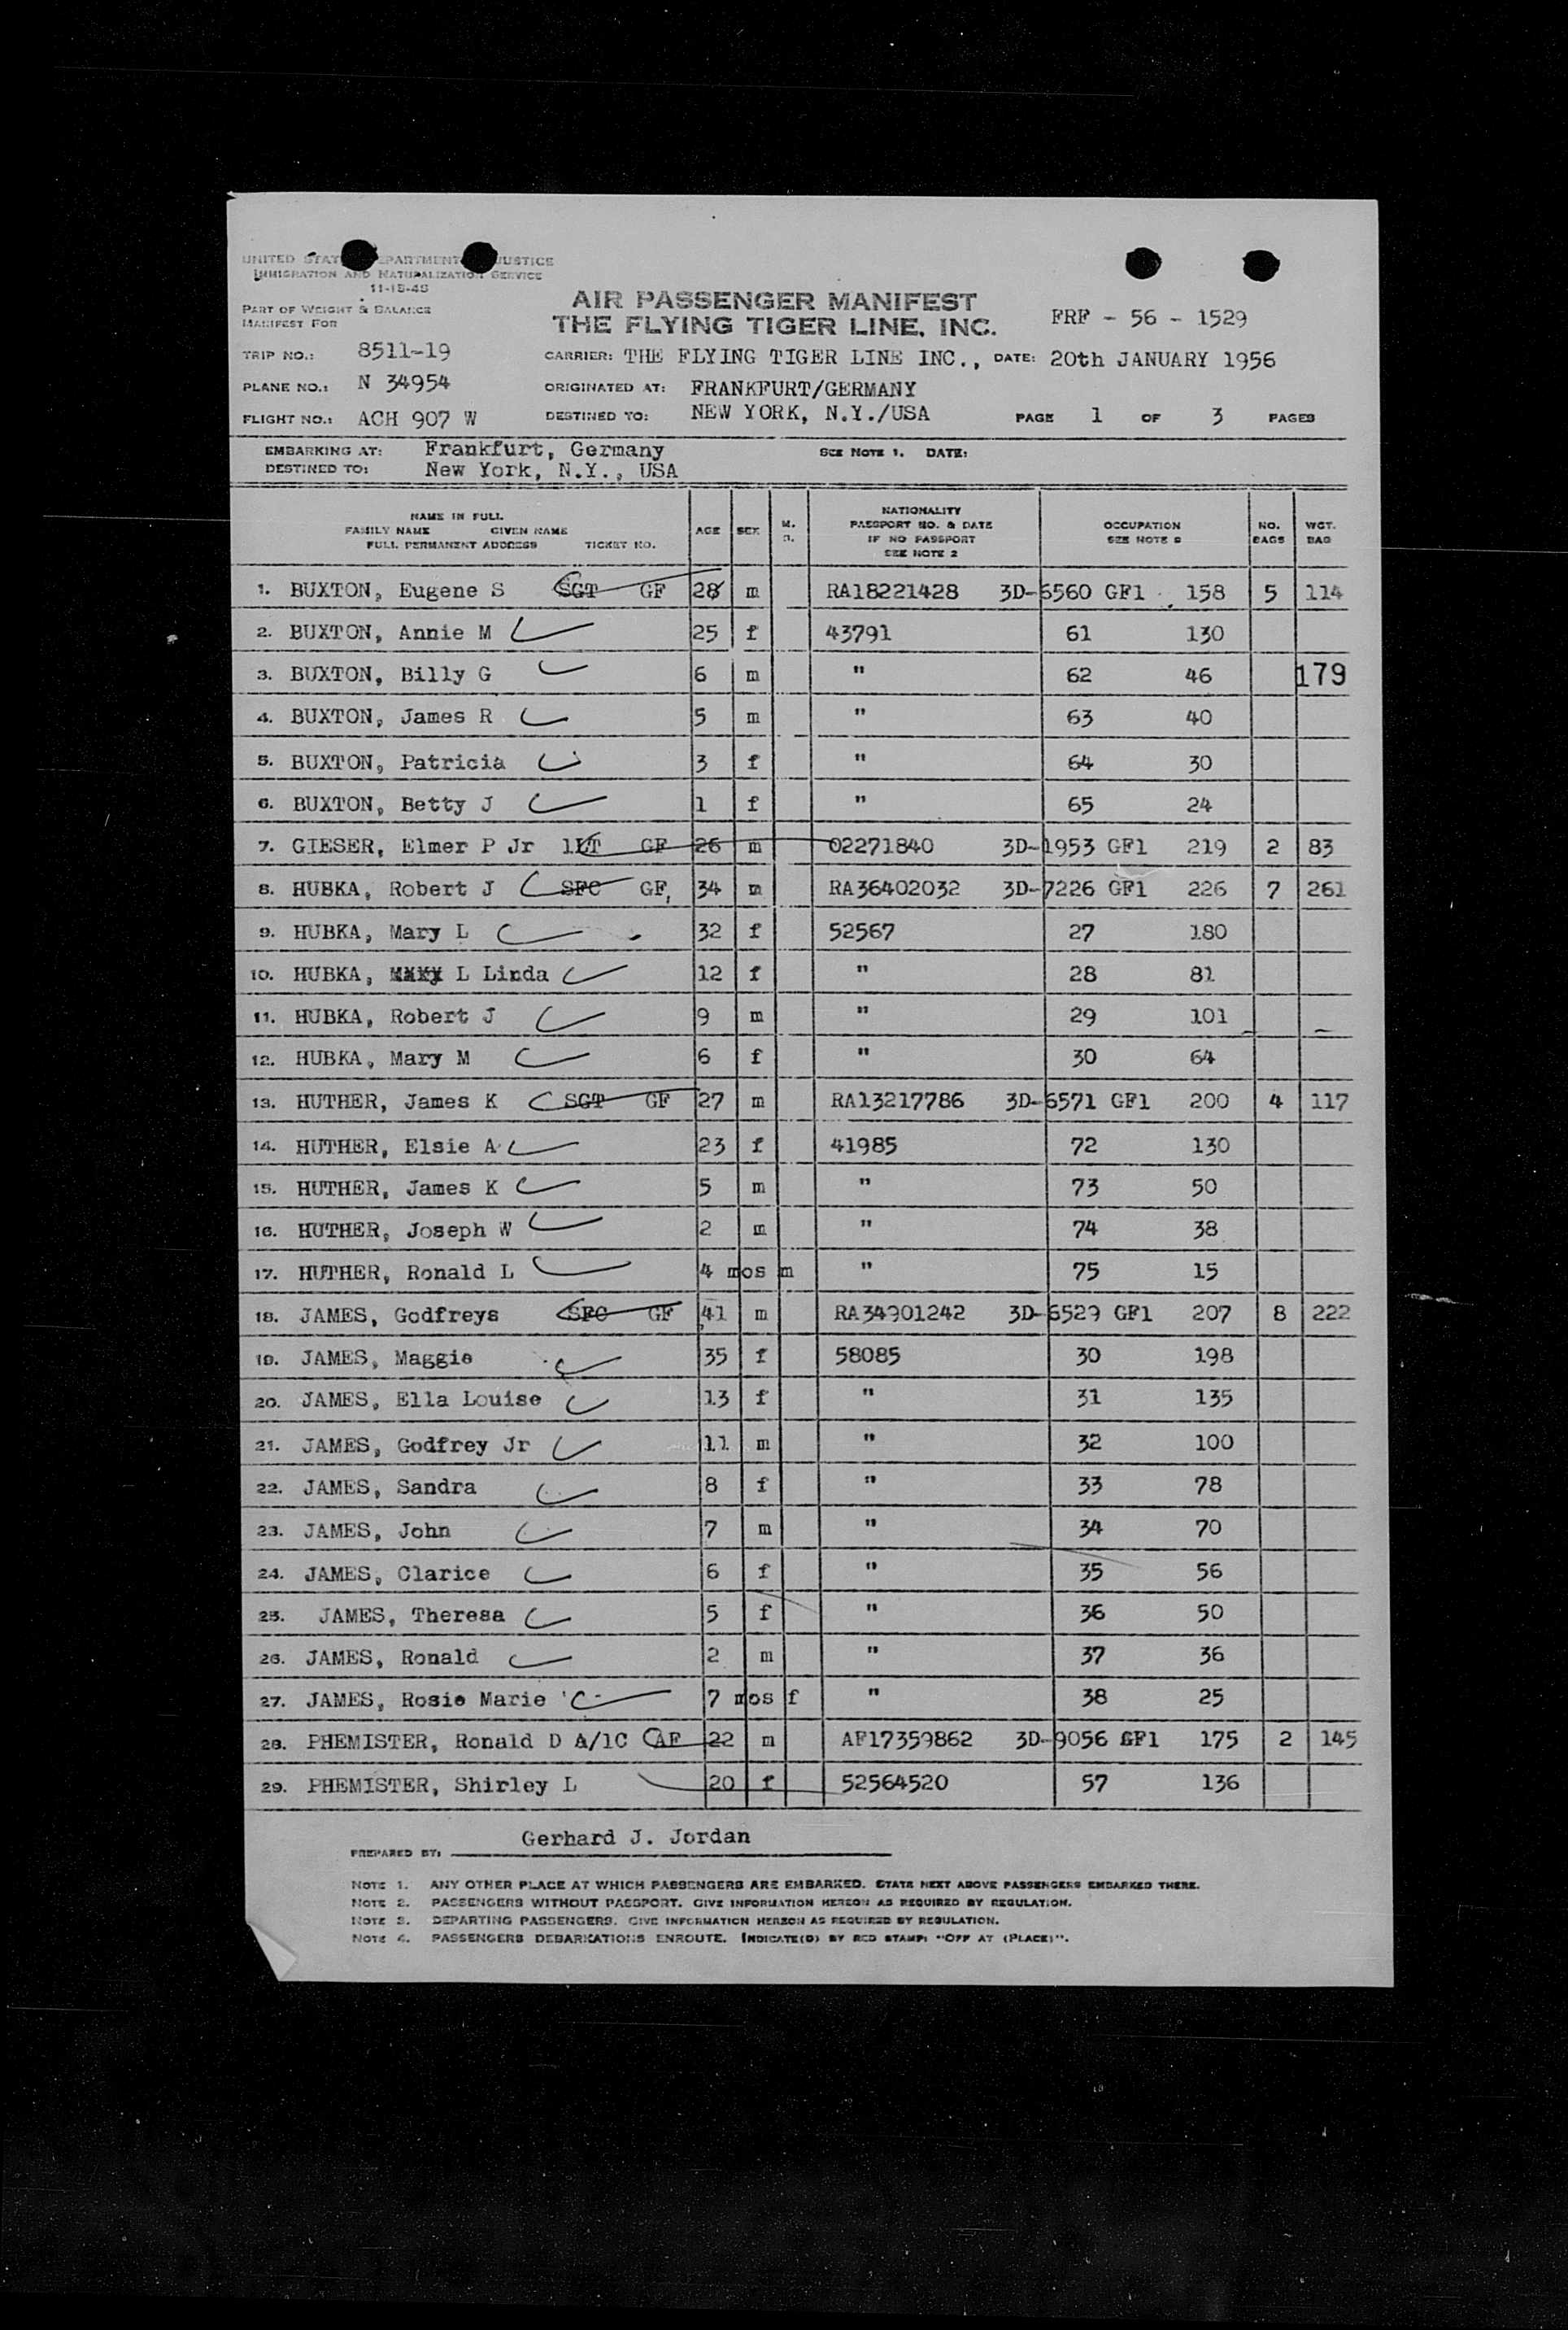 UNITED STAT PARTMENT JUSTICE
IMMIGRATION AND NATURALIZATION SERVICE
11-18-48
PART OF WEIGHT & BALANCE
MANIFEST FOR
AIR PASSENGER MANIFEST
THE FLYING TIGER LINE, INC.
FRF - 56 - 1529
TRIP NO.: 8511-19 CARRIER: THE FLYING TIGER LINE INC., DATE: 20th JANUARY 1956
PLANE NO.: N 34954 ORIGINATED AT: FRANKFURT/GERMANY
FLIGHT NO.: ACH 907 W DESTINED TO: NEW YORK, N.Y./USA PAGE 1 OF 3 PAGES
EMBARKING AT: Frankfurt, Germany SEE NOTE 1. DATE:
DESTINED TO: New York, N.Y., USA
NAME IN FULL
FAMILY NAME GIVEN NAME
FULL PERMANENT ADDRESS TICKET NO.
AGE
SEX
NATIONALITY
PASSPORT NO. & DATE
IF NO PASSPORT
SEE NOTE 2
OCCUPATION
SEE NOTE
NO.
BAGS
WGT.
BAG
1. BUXTON, Eugene S SGT GF 28 m RA18221428 3D-6560 GF1 158 5 114
2. BUXTON, Annie M 25 f 43791 61 130
3. BUXTON, Billy G 6 m " 62 46 179
4. BUXTON, James R 5 m " 63 40
5. BUXTON, Patricia 3 f " 64 30
6. BUXTON, Betty J 1 f " 65 24
7. GIESER, Elmer P Jr 1LT GF 26 m 02271840 3D-1953 GF1 219 2 83
8. HUBKA, Robert J SFC GF, 34 m RA36402032 3D-7226 GF1 226 7 261
9. HUBKA, Mary L 32 f 52567 27 180
10. HUBKA, L Linda 12 f " 28 81
11. HUBKA, Robert J 9 m " 29 101
12. HUBKA, Mary M 6 f " 30 64
13. HUTHER, James K SGT GF 27 m RA13217786 3D-6571 GF1 200 4 117
14. HUTHER, Elsie A 23 f 41985 72 130
15. HUTHER, James K 5 m " 73 50
16. HUTHER, Joseph W 2 m " 74 38
17. HUTHER, Ronald L 4 mos m " 75 15
18. JAMES, Godfreys SFC GF 41 m RA34901242 3D-6529 GF1 207 8 222
19. JAMES, Maggie 35 f 58085 30 198
20. JAMES, Ella Louise 13 f " 31 135
21. JAMES, Godfrey Jr 11 m " 32 100
22. JAMES, Sandra 8 f " 33 78
23. JAMES, John 7 m " 34 70
24. JAMES, Clarice 6 f " 35 56
25. JAMES, Theresa 5 f " 36 50
26. JAMES, Ronald 2 m " 37 36
27. JAMES, Rosie Marie 7 mos f " 38 25
28. PHEMISTER, Ronald D A/1C AF 22 m AF17359862 3D-9056 GF1 175 2 145
29. PHEMISTER, Shirley L 20 f 52564520 57 136
Gerhard J. Jordan
PREPARED BY:
NOTE 1. ANY OTHER PLACE AT WHICH PASSENGERS ARE EMBARKED. STATE NEXT ABOVE PASSENGERS EMBARKED THERE.
NOTE 2. PASSENGERS WITHOUT PASSPORT. GIVE INFORMATION HEREON AS REQUIRED BY REGULATION.
NOTE 3. DEPARTING PASSENGERS. GIVE INFORMATION HEREON AS REQUIRED BY REGULATION.
NOTE 4. PASSENGERS DEBARKATIONS ENROUTE. INDICATE(D) BY RED STAMP: "OFF AT (PLACE)".